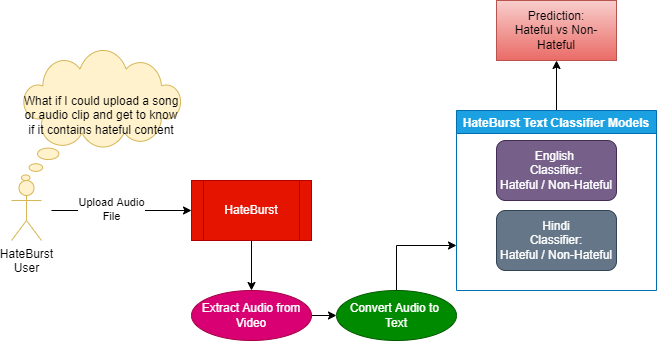 Prediction:
Hateful vs Non-
Hateful
What if I could upload a song
or audio clip and get to know
if it contains hateful content
HateBurst Text Classifier Models
English
Classifier:
Hateful / Non-Hateful
Upload Audio
File
HateBurst
Hindi
Classifier:
Hateful / Non-Hateful
HateBurst
User
Extract Audio from
Video
Convert Audio to
Text